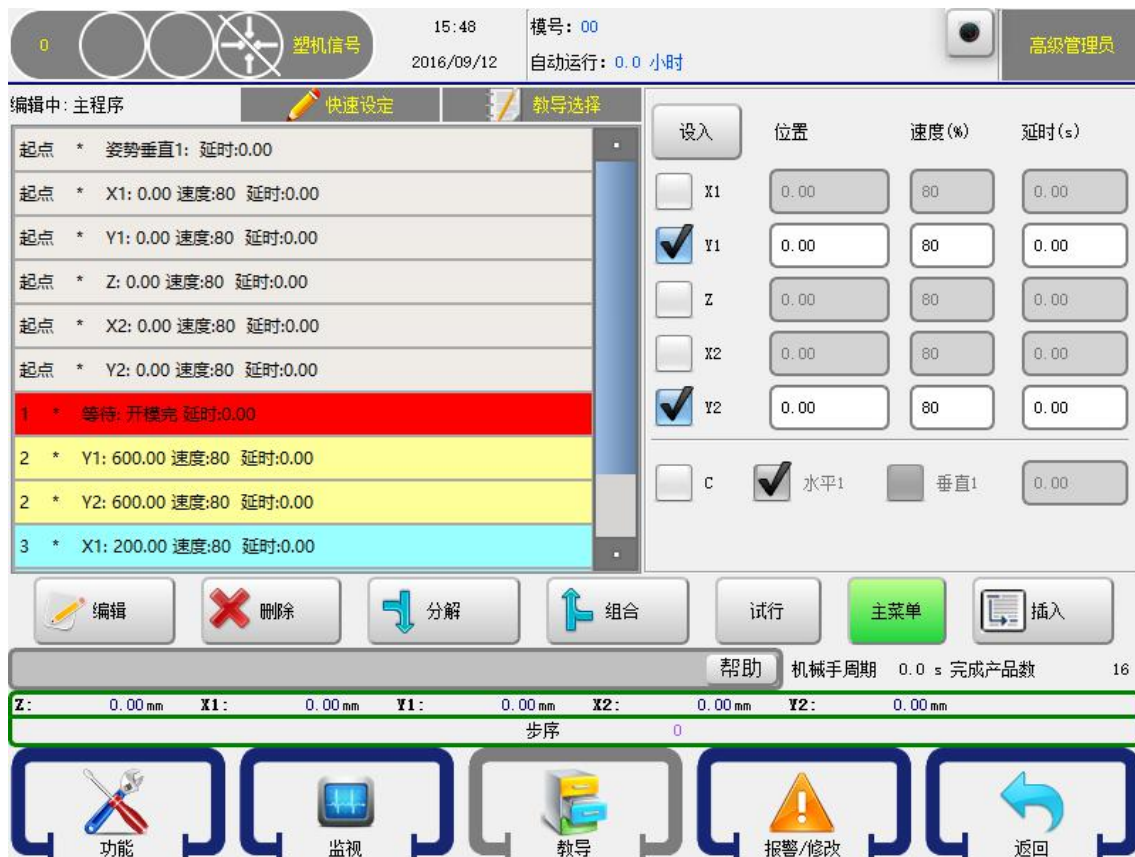 0 塑机信号 15:48 模号: 00 高级管理员
2016/09/12 自动运行: 0.0 小时
编辑中: 主程序 快速设定 教导选择
设入 位置 速度(%) 延时(s)
起点 * 姿势垂直1: 延时:0.00
起点 * X1: 0.00 速度:80 延时:0.00
起点 * Y1: 0.00 速度:80 延时:0.00
起点 * Z: 0.00 速度:80 延时:0.00
起点 * X2: 0.00 速度:80 延时:0.00
起点 * Y2: 0.00 速度:80 延时:0.00
1 * 等待: 开模完 延时:0.00
2 * Y1: 600.00 速度:80 延时:0.00
2 * Y2: 600.00 速度:80 延时:0.00
3 * X1: 200.00 速度:80 延时:0.00
X1 0.00 80 0.00
Y1 0.00 80 0.00
Z 0.00 80 0.00
X2 0.00 80 0.00
Y2 0.00 80 0.00
C 水平1 垂直1 0.00
编辑 删除 分解 组合 试行 主菜单 插入
帮助 机械手周期 0.0 s 完成产品数 16
Z: 0.00mm X1: 0.00mm Y1: 0.00mm X2: 0.00mm Y2: 0.00mm
步序 0
功能 监视 教导 报警/修改 返回